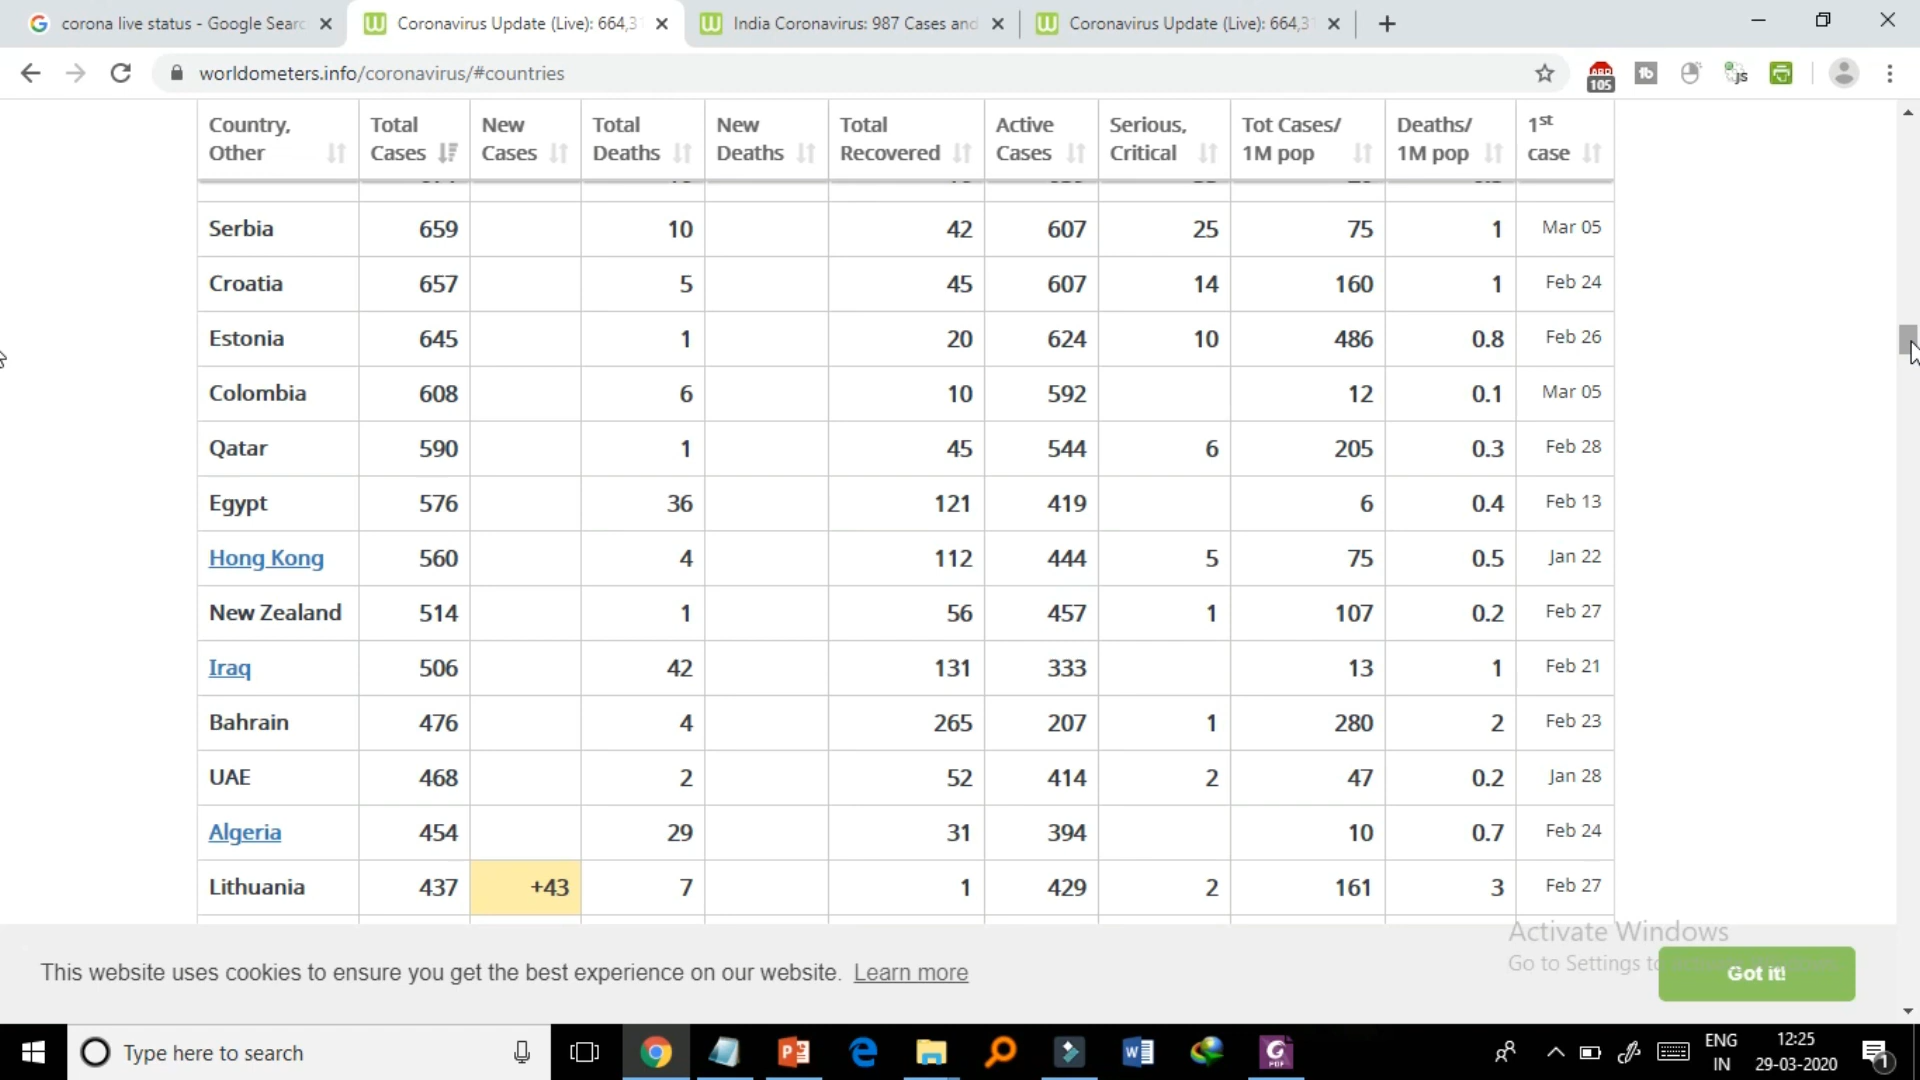 corona live status - Google Searc
Coronavirus Update (Live): 664,3
India Coronavirus: 987 Cases and
Coronavirus Update (Live): 664,3
worldometers.info/coronavirus/#countries
ABP
105
tb
js
Country, Other Total Cases New Cases Total Deaths New Deaths Total Recovered Active Cases Serious, Critical Tot Cases/ 1M pop Deaths/ 1M pop 1st case
Serbia 659 10 42 607 25 75 1 Mar 05
Croatia 657 5 45 607 14 160 1 Feb 24
Estonia 645 1 20 624 10 486 0.8 Feb 26
Colombia 608 6 10 592 12 0.1 Mar 05
Qatar 590 1 45 544 6 205 0.3 Feb 28
Egypt 576 36 121 419 6 0.4 Feb 13
Hong Kong 560 4 112 444 5 75 0.5 Jan 22
New Zealand 514 1 56 457 1 107 0.2 Feb 27
Iraq 506 42 131 333 13 1 Feb 21
Bahrain 476 4 265 207 1 280 2 Feb 23
UAE 468 2 52 414 2 47 0.2 Jan 28
Algeria 454 29 31 394 10 0.7 Feb 24
Lithuania 437 +43 7 1 429 2 161 3 Feb 27
Activate Windows
Go to Settings to
This website uses cookies to ensure you get the best experience on our website. Learn more
Got it!
Type here to search
ENG
IN
12:25
29-03-2020
1